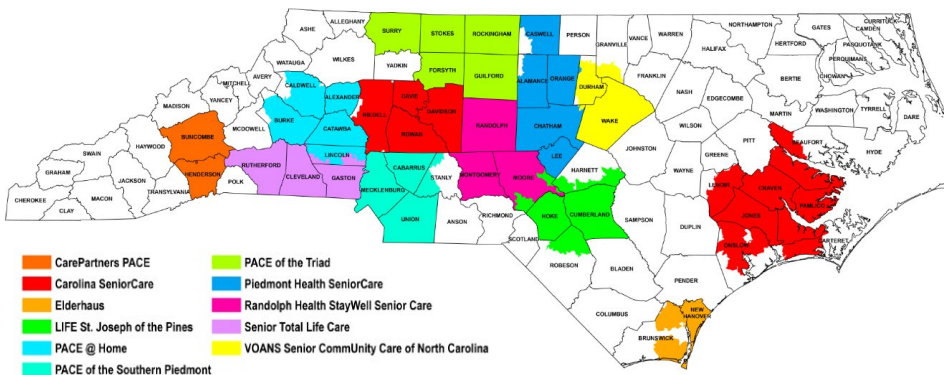 ALLEGHANY
ASHE
SURRY
STOKES
ROCKINGHAM
CASWELL
PERSON
GRANVILLE
VANCE
WARREN
NORTHAMPTON
HALIFAX
HERTFORD
GATES
CURRITUCK
CAMDEN
PASQUOTANK
PERQUIMANS
CHOWAN
WATAUGA
WILKES
YADKIN
FORSYTH
GUILFORD
ALAMANCE
ORANGE
DURHAM
FRANKLIN
NASH
EDGECOMBE
BERTIE
MARTIN
WASHINGTON
TYRRELL
DARE
MITCHELL
AVERY
CALDWELL
ALEXANDER
IREDELL
DAVIE
DAVIDSON
RANDOLPH
CHATHAM
WAKE
WILSON
PITT
BEAUFORT
HYDE
MADISON
YANCEY
MCDOWELL
BURKE
CATAWBA
ROWAN
LEE
JOHNSTON
GREENE
HAYWOOD
BUNCOMBE
SWAIN
GRAHAM
RUTHERFORD
LINCOLN
CABARRUS
STANLY
MONTGOMERY
MOORE
HARNETT
WAYNE
LENOIR
CRAVEN
PAMLICO
CHEROKEE
CLAY
MACON
JACKSON
TRANSYLVANIA
HENDERSON
POLK
CLEVELAND
GASTON
MECKLENBURG
UNION
ANSON
RICHMOND
SCOTLAND
HOKE
CUMBERLAND
SAMPSON
DUPLIN
JONES
ONSLOW
CARTERET
ROBESON
BLADEN
PENDER
COLUMBUS
BRUNSWICK
NEW
HANOVER
CarePartners PACE
Carolina SeniorCare
Elderhaus
LIFE St. Joseph of the Pines
PACE @ Home
PACE of the Southern Piedmont
PACE of the Triad
Piedmont Health SeniorCare
Randolph Health StayWell Senior Care
Senior Total Life Care
VOANS Senior CommUnity Care of North Carolina